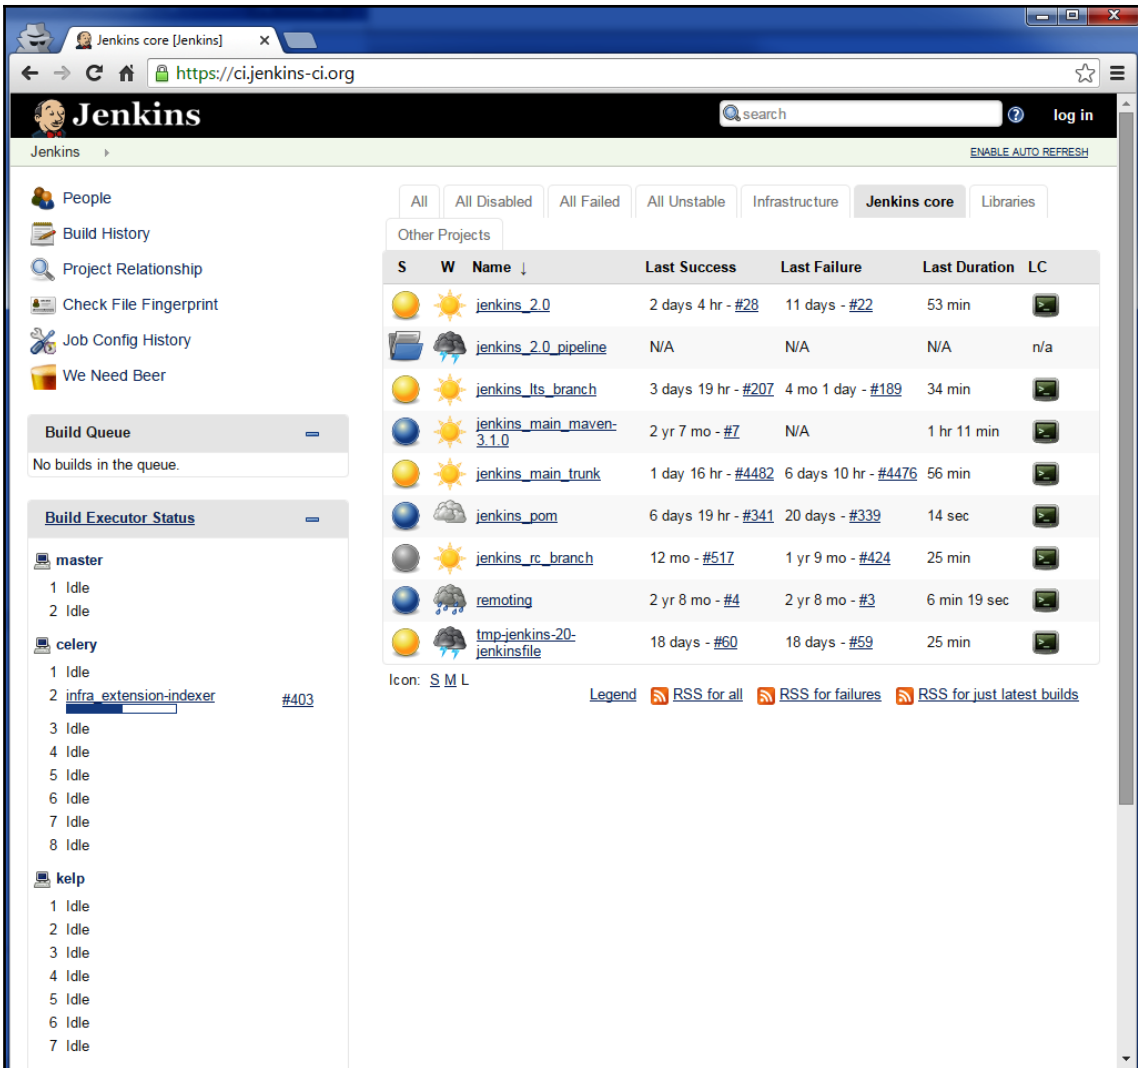 Jenkins core [Jenkins]
https://ci.jenkins-ci.org
Jenkins
search
log in
Jenkins
ENABLE AUTO REFRESH
People
Build History
Project Relationship
Check File Fingerprint
Job Config History
We Need Beer
Build Queue
No builds in the queue.
Build Executor Status
master
1 Idle
2 Idle
celery
1 Idle
2 infra_extension-indexer #403
3 Idle
4 Idle
5 Idle
6 Idle
7 Idle
8 Idle
kelp
1 Idle
2 Idle
3 Idle
4 Idle
5 Idle
6 Idle
7 Idle
All All Disabled All Failed All Unstable Infrastructure Jenkins core Libraries
Other Projects
S W Name ↓ Last Success Last Failure Last Duration LC
jenkins_2.0 2 days 4 hr - #28 11 days - #22 53 min
jenkins_2.0_pipeline N/A N/A N/A n/a
jenkins_lts_branch 3 days 19 hr - #207 4 mo 1 day - #189 34 min
jenkins_main_maven-
3.1.0 2 yr 7 mo - #7 N/A 1 hr 11 min
jenkins_main_trunk 1 day 16 hr - #4482 6 days 10 hr - #4476 56 min
jenkins_pom 6 days 19 hr - #341 20 days - #339 14 sec
jenkins_rc_branch 12 mo - #517 1 yr 9 mo - #424 25 min
remoting 2 yr 8 mo - #4 2 yr 8 mo - #3 6 min 19 sec
tmp-jenkins-20-
jenkinsfile 18 days - #60 18 days - #59 25 min
Icon: S M L
Legend RSS for all RSS for failures RSS for just latest builds